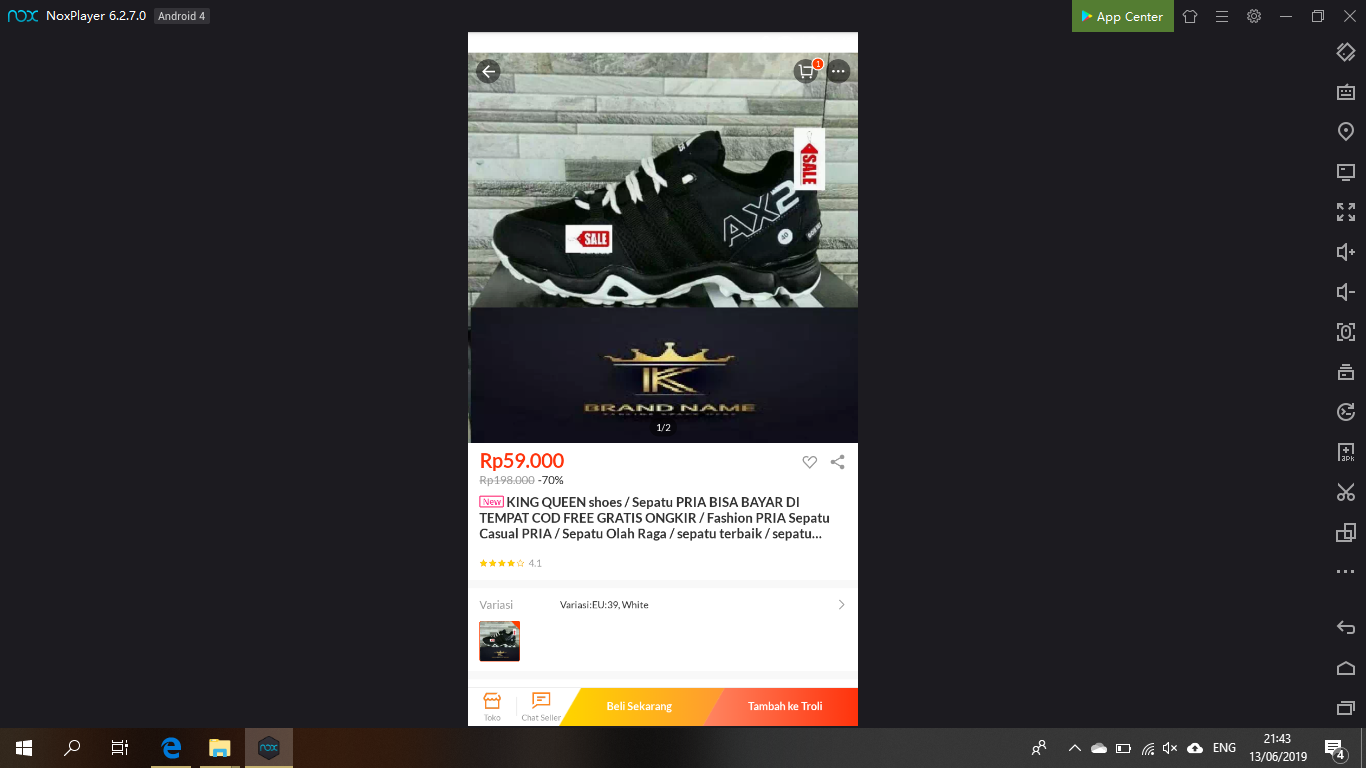 nox NoxPlayer 6.2.7.0 Android 4
App Center
1
SALE
AX2
40
SALE
K
BRAND NAME
1/2
Rp59.000
Rp198.000 -70%
New KING QUEEN shoes / Sepatu PRIA BISA BAYAR DI
TEMPAT COD FREE GRATIS ONGKIR / Fashion PRIA Sepatu
Casual PRIA / Sepatu Olah Raga / sepatu terbaik / sepatu...
4.1
Variasi Variasi:EU:39, White
Toko Chat Seller Beli Sekarang Tambah ke Troli
nox
ENG
21:43
13/06/2019
4